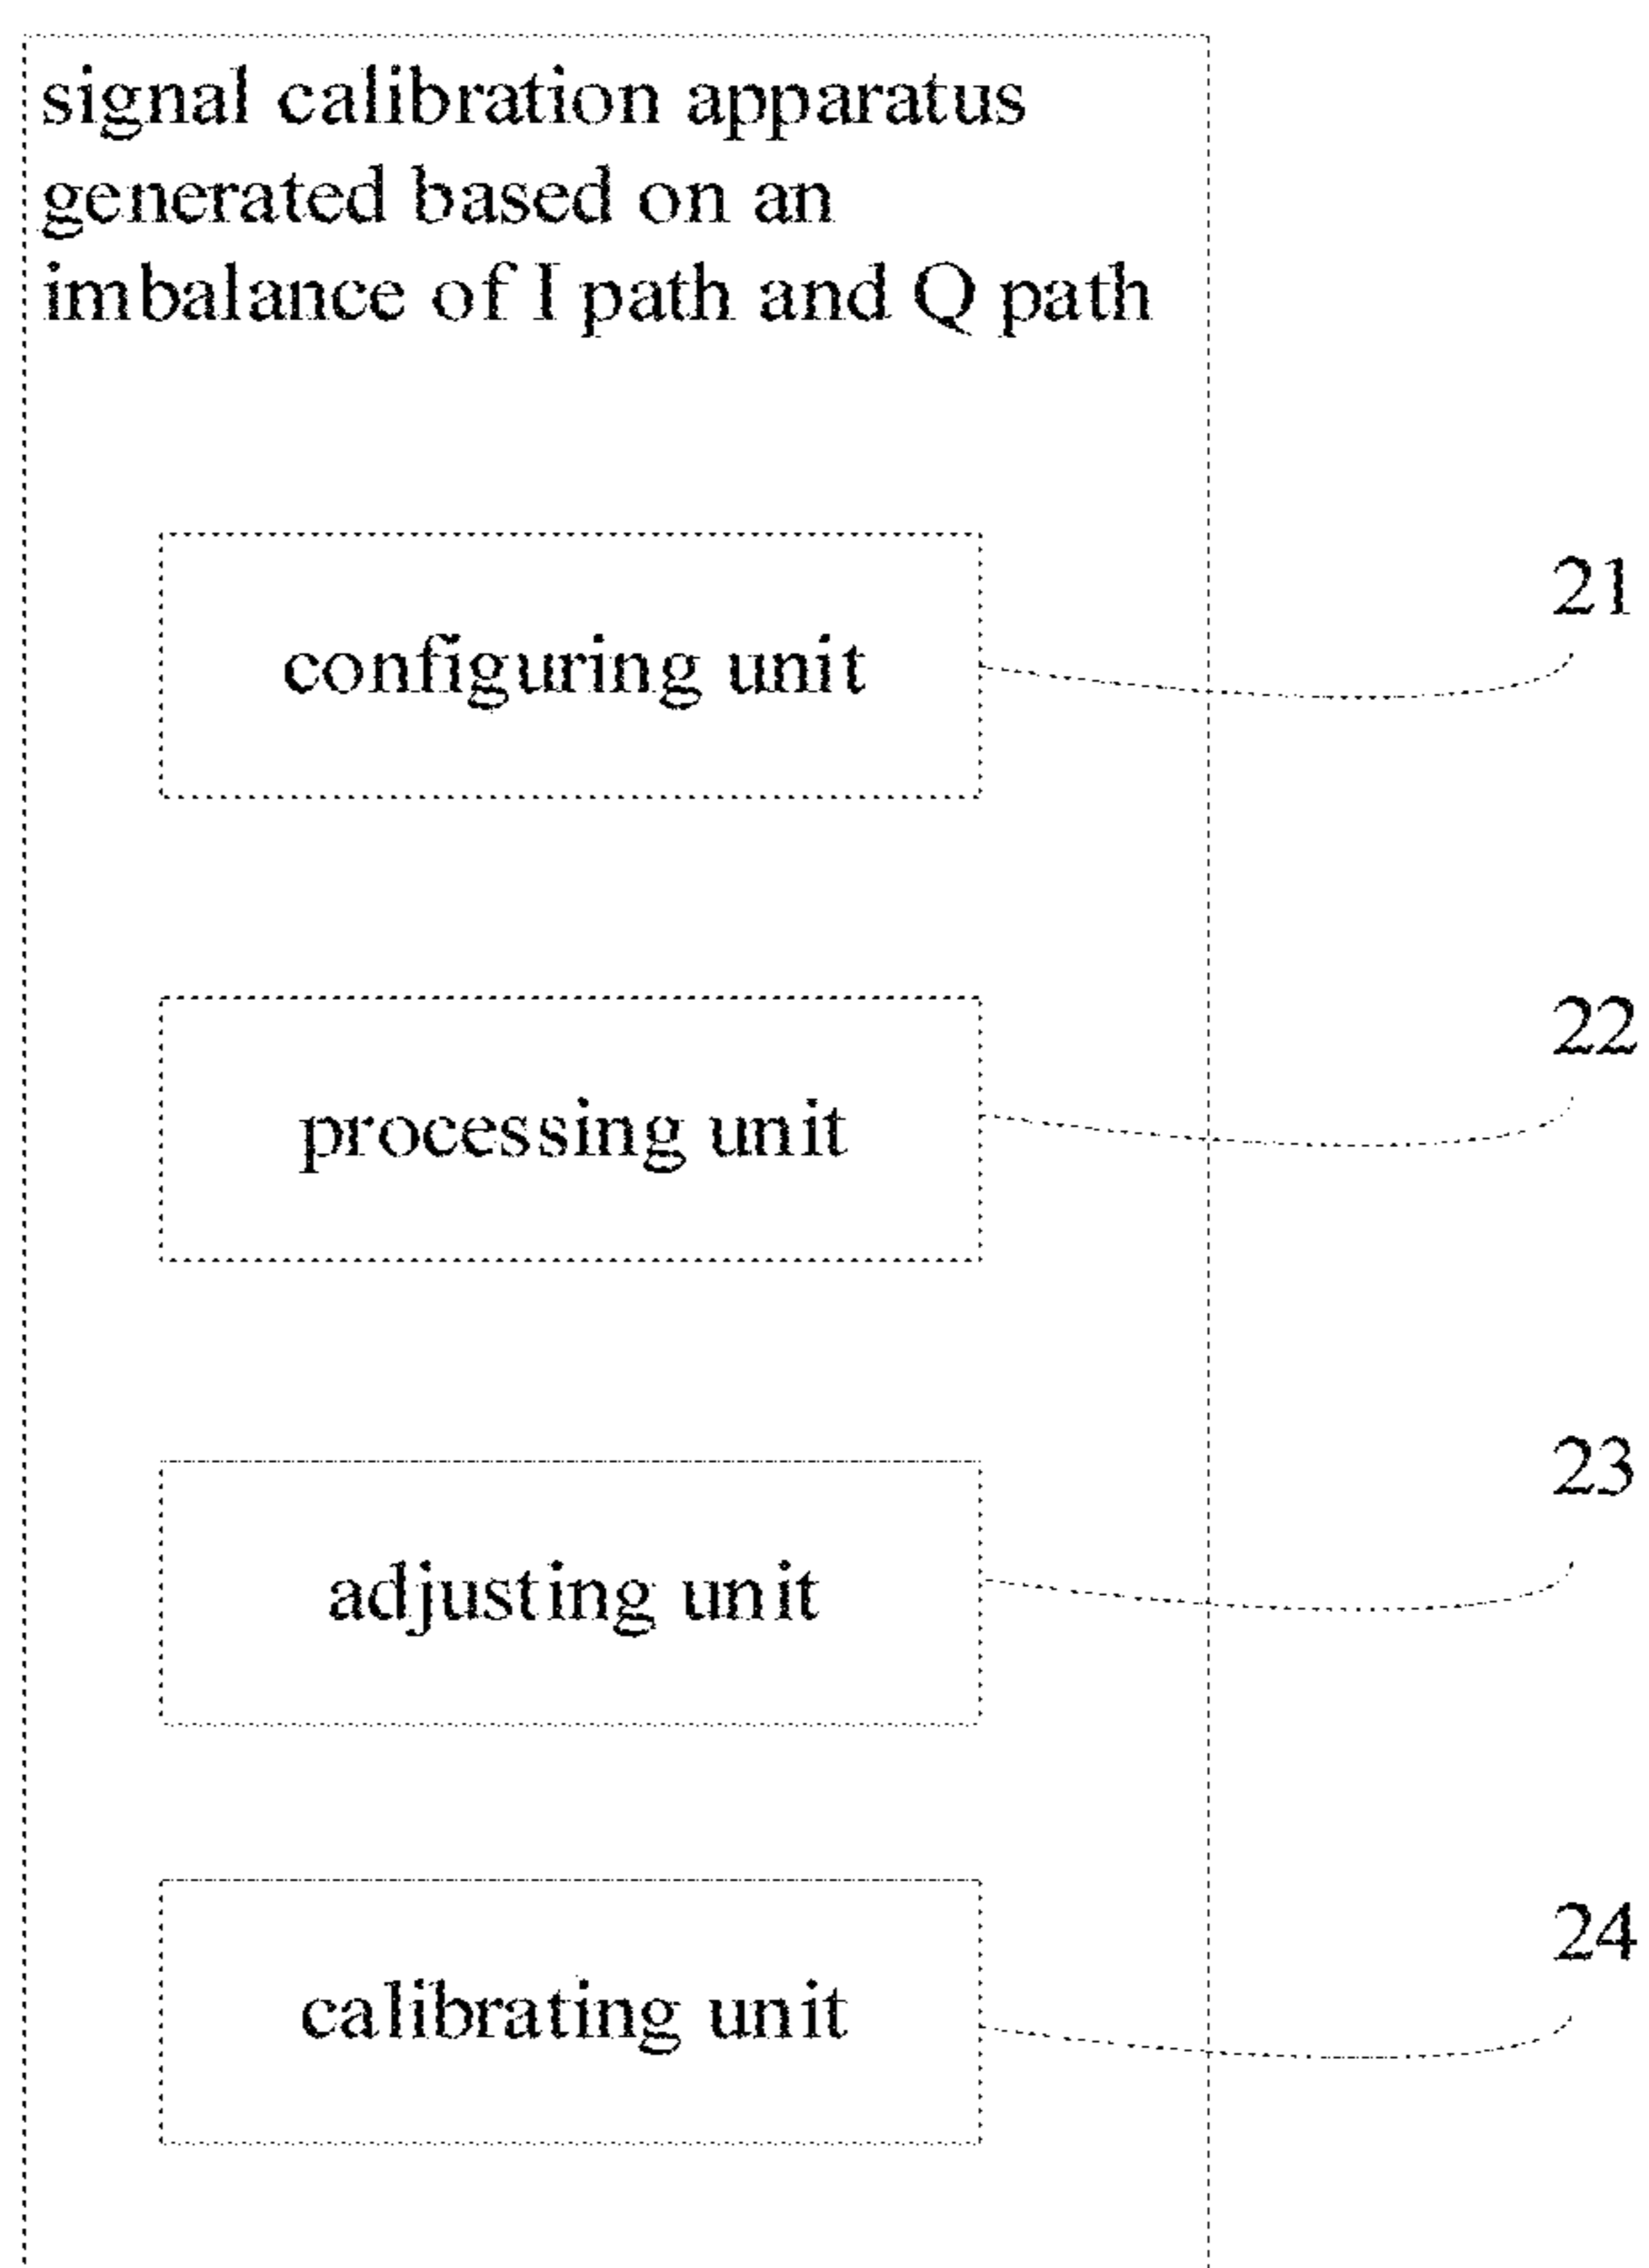 signal calibration apparatus
generated based on an
imbalance of I path and Q path
21
configuring unit
22
processing unit
23
adjusting unit
24
calibrating unit